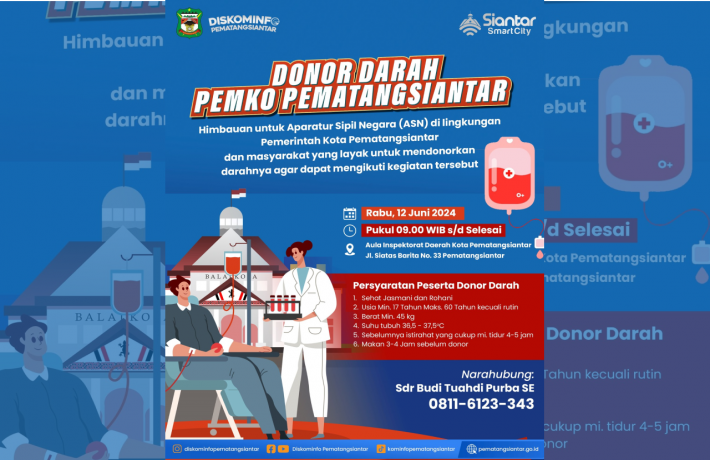 DISKOMINFO
PEMATANGSIANTAR
Siantar
SmartCity
DONOR DARAH
PEMKO PEMATANGSIANTAR
Himbauan untuk Aparatur Sipil Negara (ASN) di lingkungan
Pemerintah Kota Pematangsiantar
dan masyarakat yang layak untuk mendonorkan
darahnya agar dapat mengikuti kegiatan tersebut
O+
Rabu, 12 Juni 2024
Pukul 09.00 WIB s/d Selesai
Aula Inspektorat Daerah Kota Pematangsiantar
Jl. Siatas Barita No. 33 Pematangsiantar
BALAI KOTA
Persyaratan Peserta Donor Darah
1. Sehat Jasmani dan Rohani
2. Usia Min. 17 Tahun Maks. 60 Tahun kecuali rutin
3. Berat Min. 45 kg
4. Suhu tubuh 36,5 - 37,5°C
5. Sebelumnya istirahat yang cukup mi. tidur 4-5 jam
6. Makan 3-4 Jam sebelum donor
Narahubung:
Sdr Budi Tuahdi Purba SE
0811-6123-343
diskominfopematangsiantar
Diskominfo Pematangsiantar
kominfopematangsiantar
pematangsiantar.go.id
Himbauan
dan m
darahn
BALAI
gkungan
kan
ebut
/d Selesai
ota Pematangsiantar
matangsiantar
Donor Darah
Tahun kecuali rutin
cukup mi. tidur 4-5 jam
onor